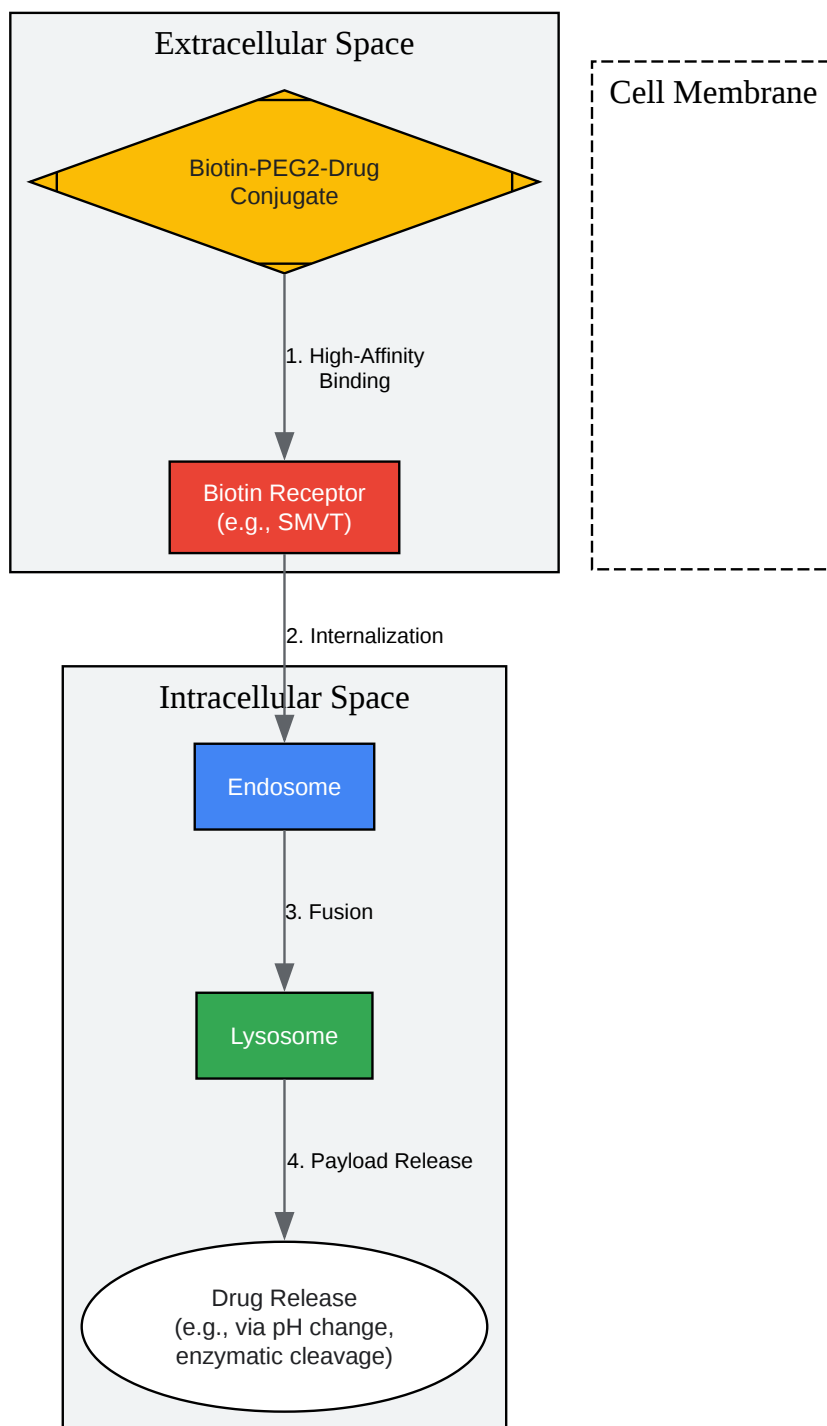 Extracellular Space
Cell Membrane
Biotin-PEG2-Drug
Conjugate
1. High-Affinity
Binding
Biotin Receptor
(e.g., SMVT)
2. Internalization
Intracellular Space
Endosome
3. Fusion
Lysosome
4. Payload Release
Drug Release
(e.g., via pH change,
enzymatic cleavage)